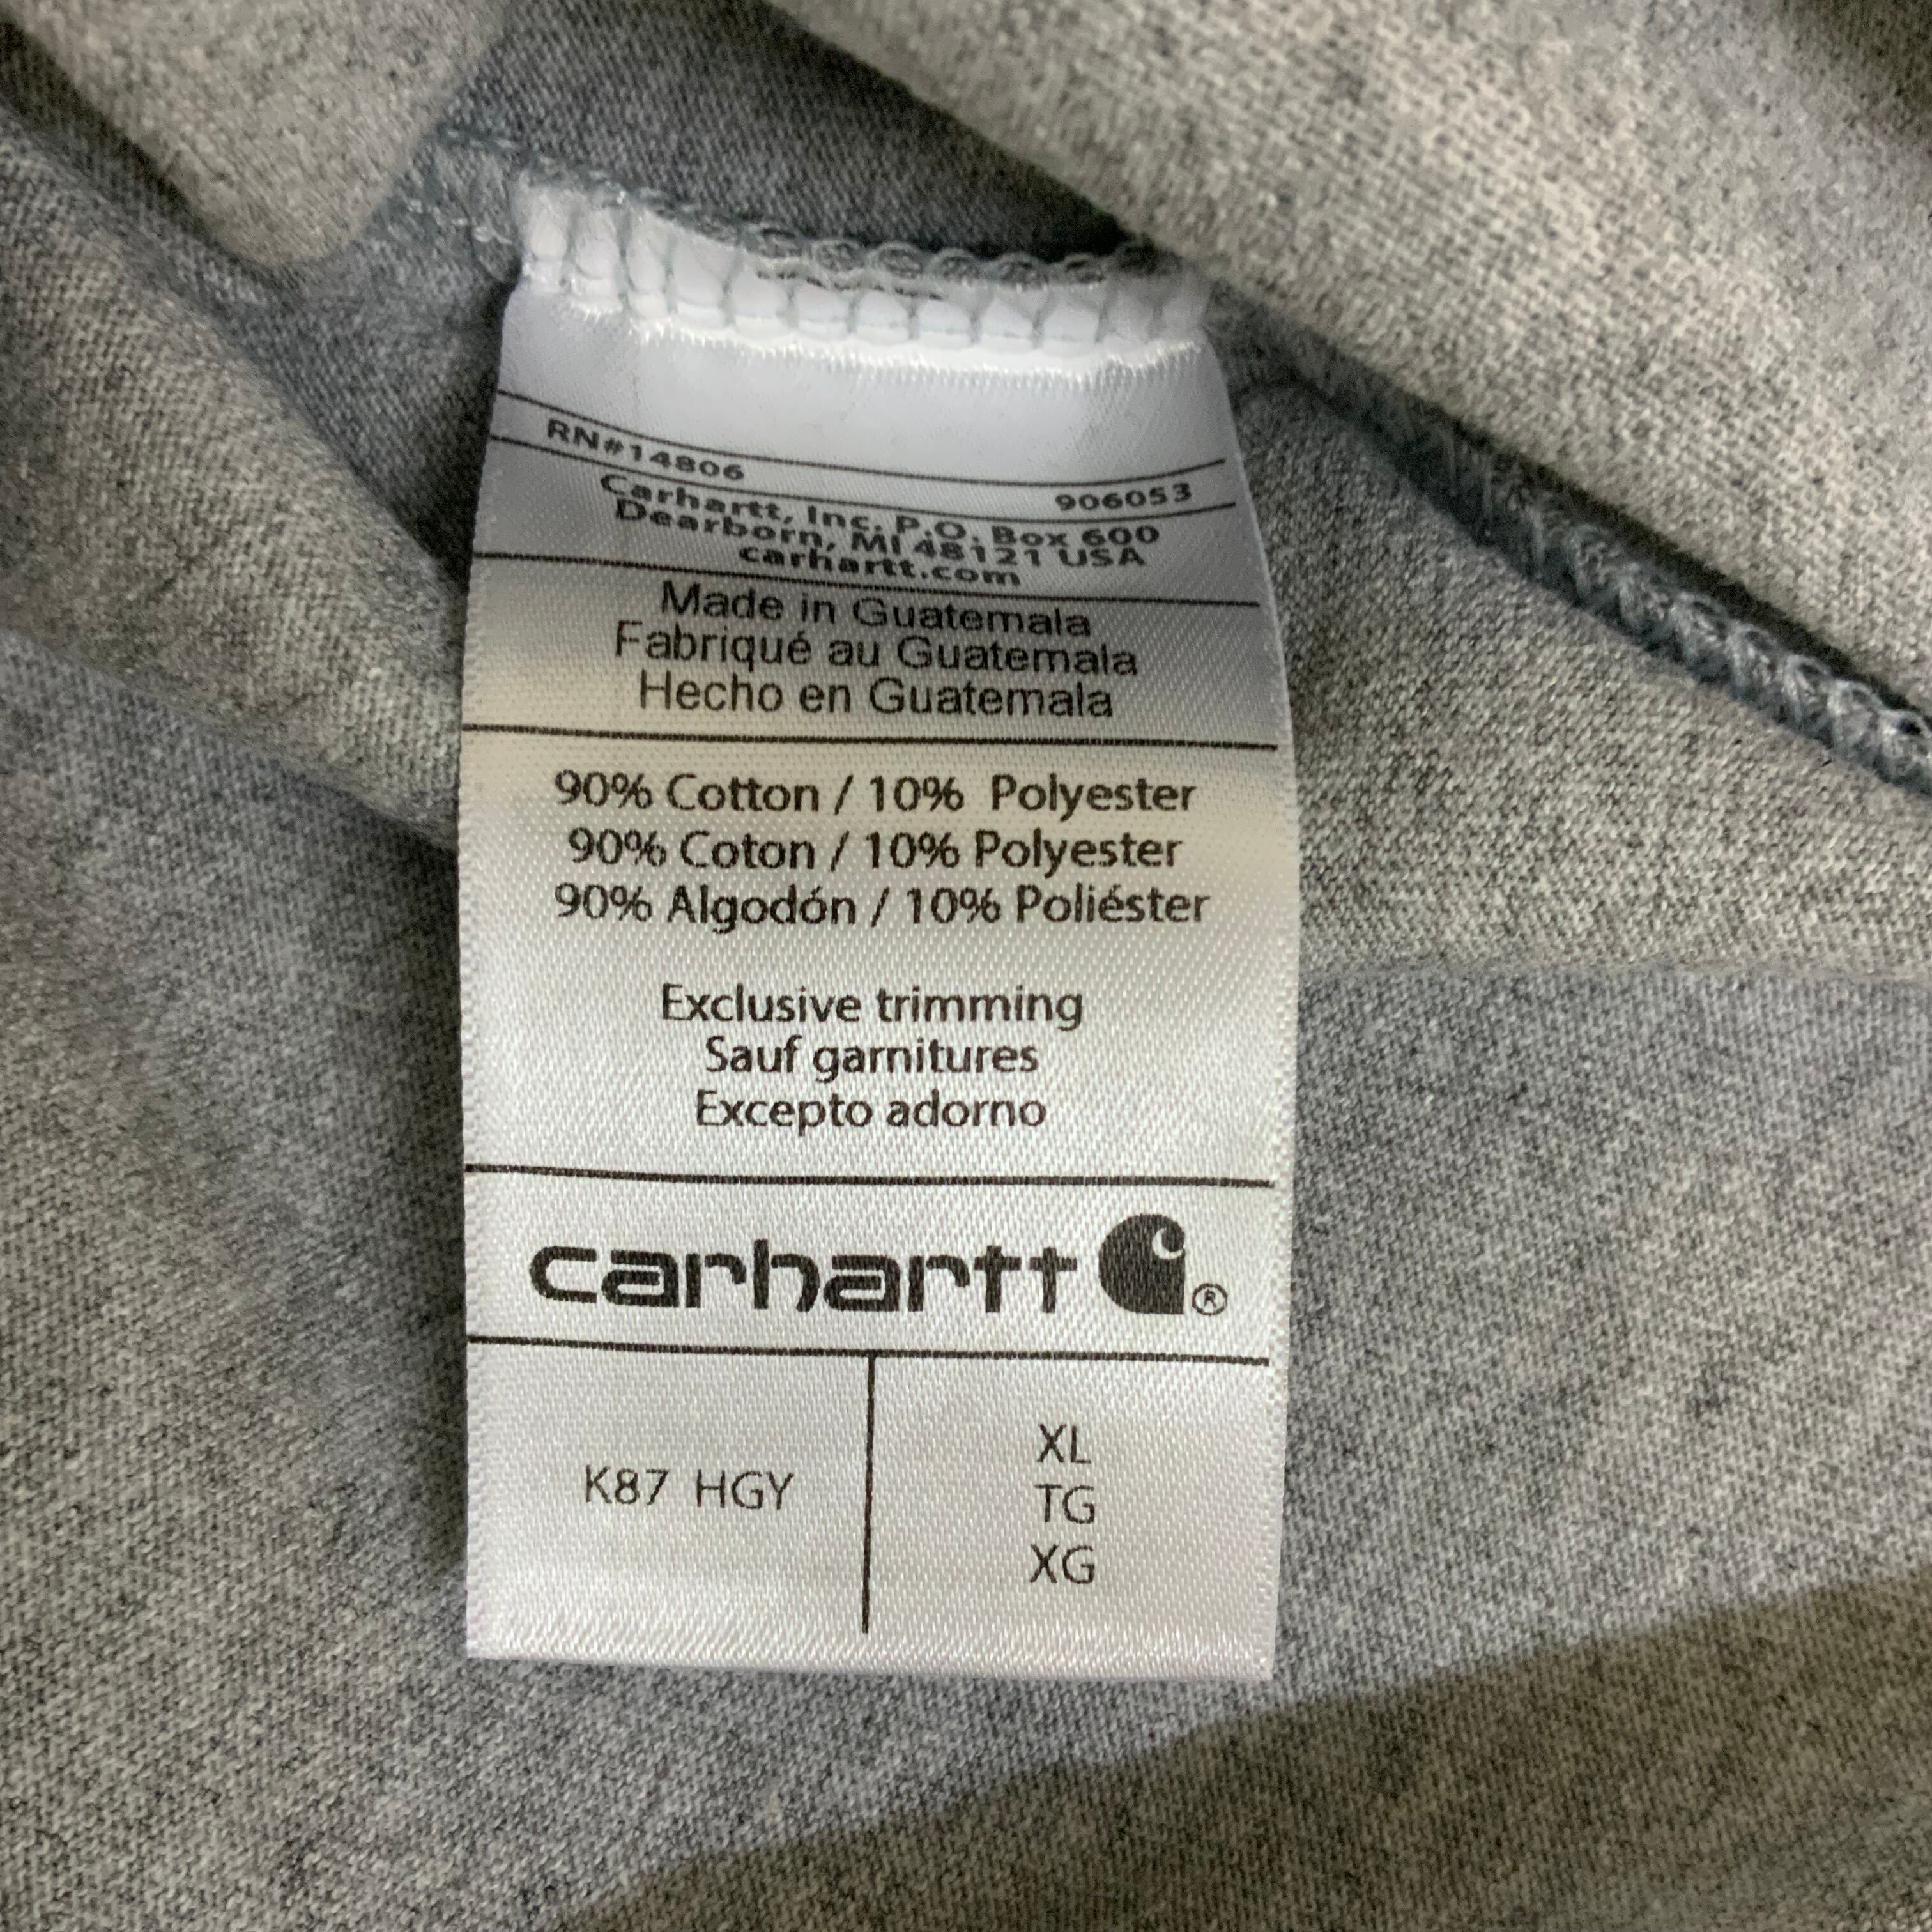 RN#14806
906053
Carhartt, Inc. P.O. Box 600
Dearborn, MI 48121 USA
carhartt.com
Made in Guatemala
Fabriqué au Guatemala
Hecho en Guatemala
90% Cotton / 10% Polyester
90% Coton / 10% Polyester
90% Algodón / 10% Poliéster
Exclusive trimming
Sauf garnitures
Excepto adorno
carhartt ®
K87 HGY
XL
TG
XG